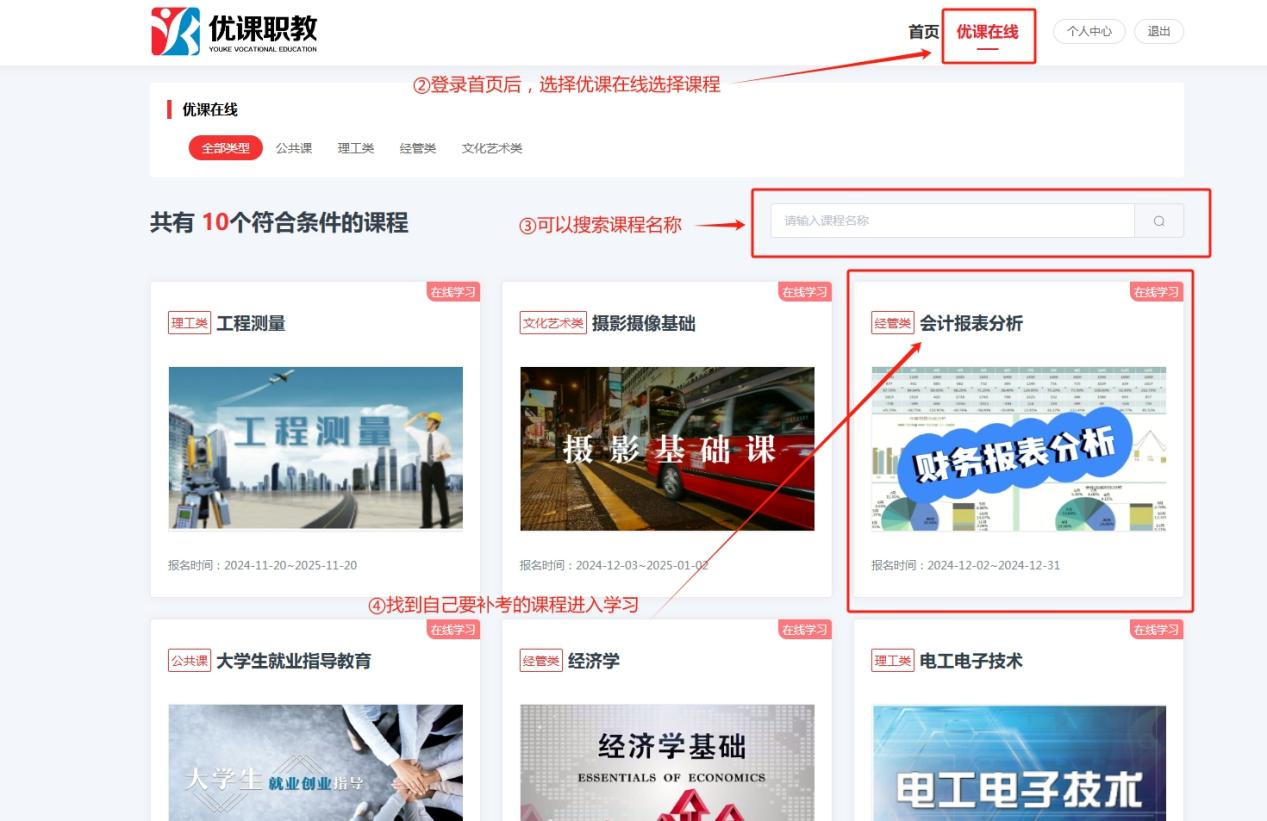 优课职教
YOUKE VOCATIONAL EDUCATION
首页
优课在线
个人中心
退出
②登录首页后，选择优课在线选择课程
优课在线
全部类型
公共课
理工类
经管类
文化艺术类
共有 10个符合条件的课程
③可以搜索课程名称
请输入课程名称
在线学习
理工类 工程测量
工程测量
报名时间：2024-11-20~2025-11-20
在线学习
文化艺术类 摄影摄像基础
摄影基础课
报名时间：2024-12-03~2025-01-02
在线学习
经管类 会计报表分析
财务报表分析
报名时间：2024-12-02~2024-12-31
④找到自己要补考的课程进入学习
在线学习
公共课 大学生就业指导教育
大学生 就业创业指导
在线学习
经管类 经济学
经济学基础
ESSENTIALS OF ECONOMICS
在线学习
理工类 电工电子技术
电工电子技术